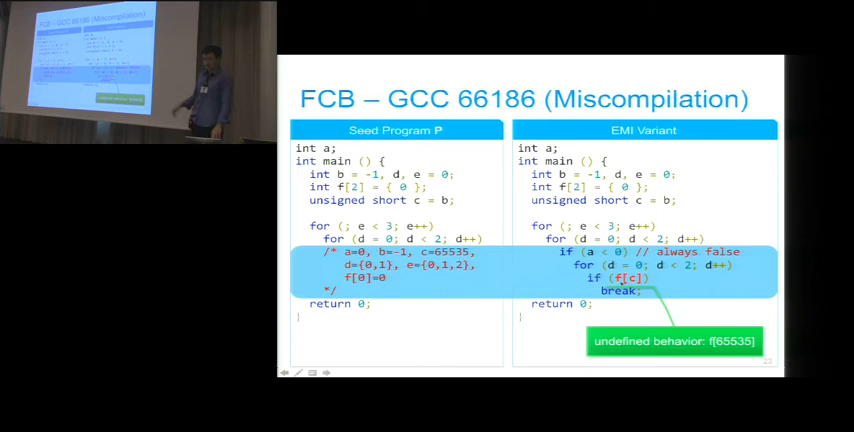 FCB – GCC 66186 (Miscompilation)
Seed Program P
int a;
int main () {
int b = -1, d, e = 0;
int f[2] = { 0 };
unsigned short c = b;
for (; e < 3; e++)
for (d = 0; d < 2; d++)
/* a=0, b=-1, c=65535,
d={0,1}, e={0,1,2},
f[0]=0
*/
return 0;
}
EMI Variant
int a;
int main () {
int b = -1, d, e = 0;
int f[2] = { 0 };
unsigned short c = b;
for (; e < 3; e++)
for (d = 0; d < 2; d++)
if (a < 0) // always false
for (d = 0; d < 2; d++)
if (f[c])
break;
return 0;
}
undefined behavior: f[65535]
23